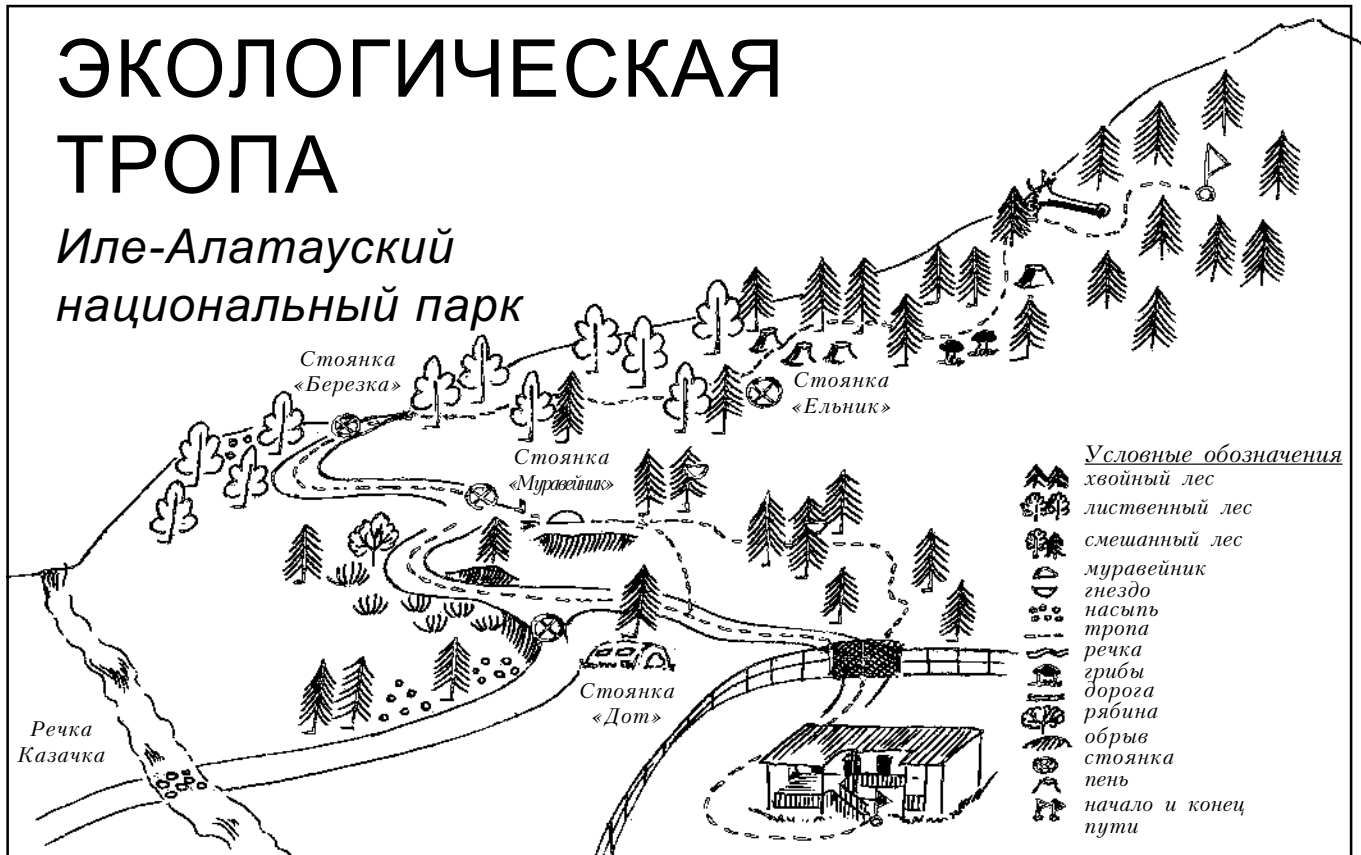 ЭКОЛОГИЧЕСКАЯ
ТРОПА
Иле-Алатауский
национальный парк
Стоянка
«Березка»
Стоянка
«Ельник»
Стоянка
«Муравейник»
Стоянка
«Дот»
Речка
Казачка
Условные обозначения
хвойный лес
лиственный лес
смешанный лес
муравейник
гнездо
насыпь
тропа
речка
грибы
дорога
рябина
обрыв
стоянка
пень
начало и конец
пути